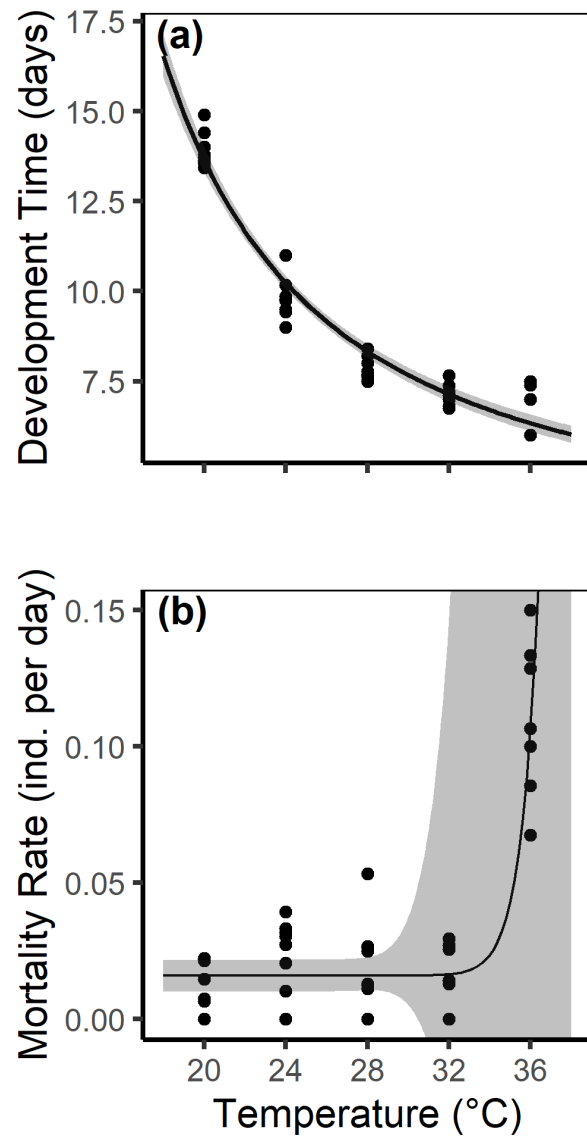 (a)
Development Time (days)
17.5
15.0
12.5
10.0
7.5
(b)
Mortality Rate (ind. per day)
0.15
0.10
0.05
0.00
20 24 28 32 36
Temperature (°C)